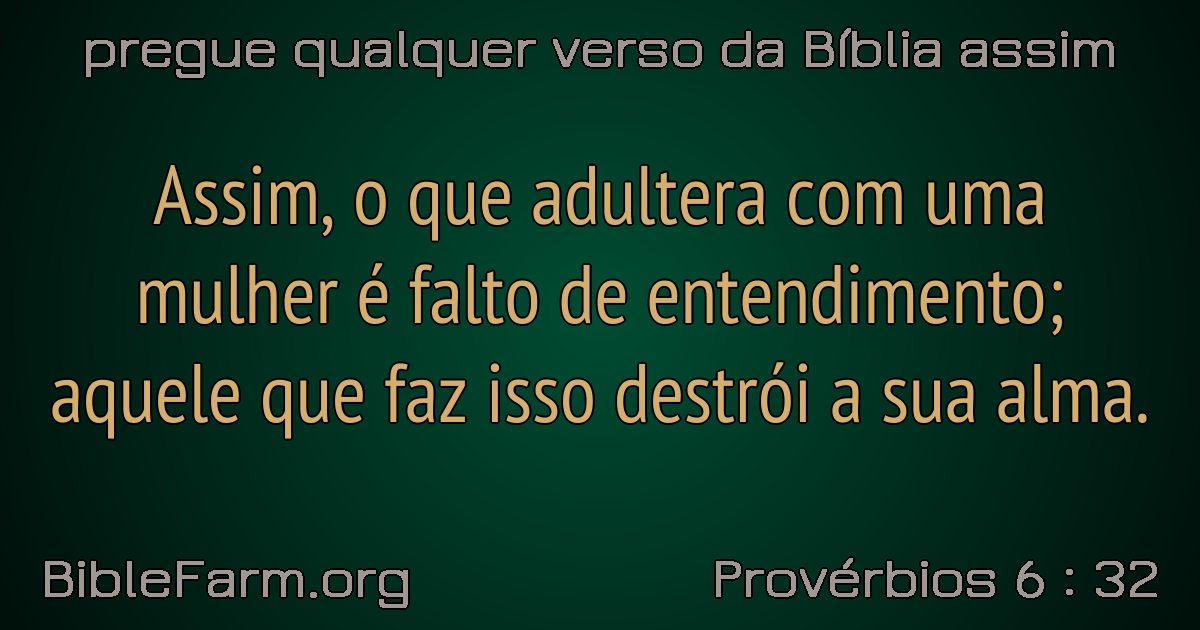 pregue qualquer verso da Bíblia assim
Assim, o que adultera com uma
mulher é falto de entendimento;
aquele que faz isso destrói a sua alma.
BibleFarm.org
Provérbios 6 : 32